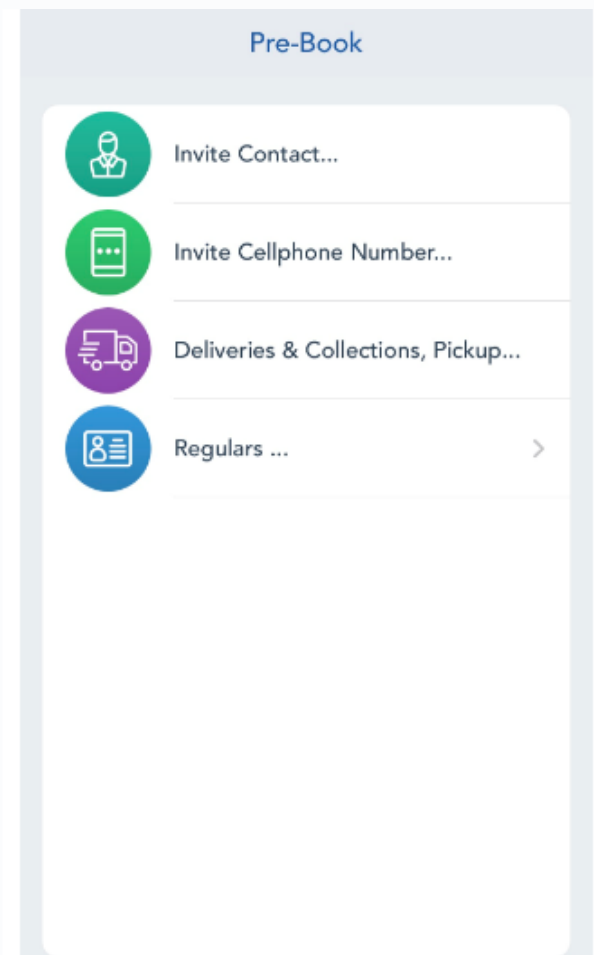 Pre-Book
Invite Contact...
Invite Cellphone Number...
Deliveries & Collections, Pickup...
Regulars ...